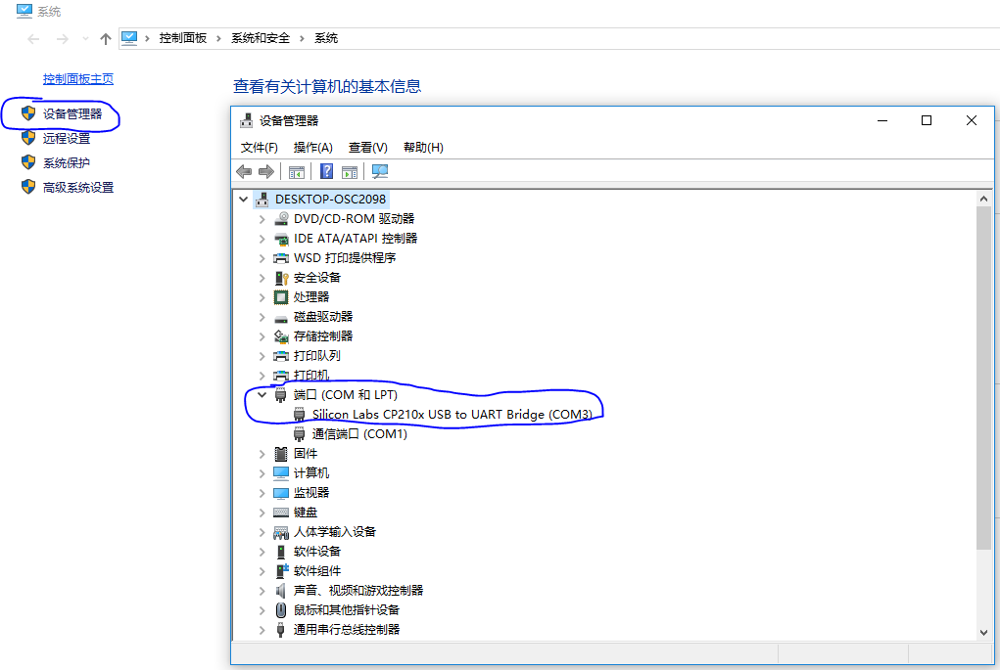 系统
控制面板 系统和安全 系统
控制面板主页
设备管理器
远程设置
系统保护
高级系统设置
查看有关计算机的基本信息
设备管理器
文件(F) 操作(A) 查看(V) 帮助(H)
DESKTOP-OSC2098
DVD/CD-ROM 驱动器
IDE ATA/ATAPI 控制器
WSD 打印提供程序
安全设备
处理器
磁盘驱动器
存储控制器
打印队列
打印机
端口 (COM 和 LPT)
Silicon Labs CP210x USB to UART Bridge (COM3)
通信端口 (COM1)
固件
计算机
监视器
键盘
人体学输入设备
软件设备
软件组件
声音、视频和游戏控制器
鼠标和其他指针设备
通用串行总线控制器